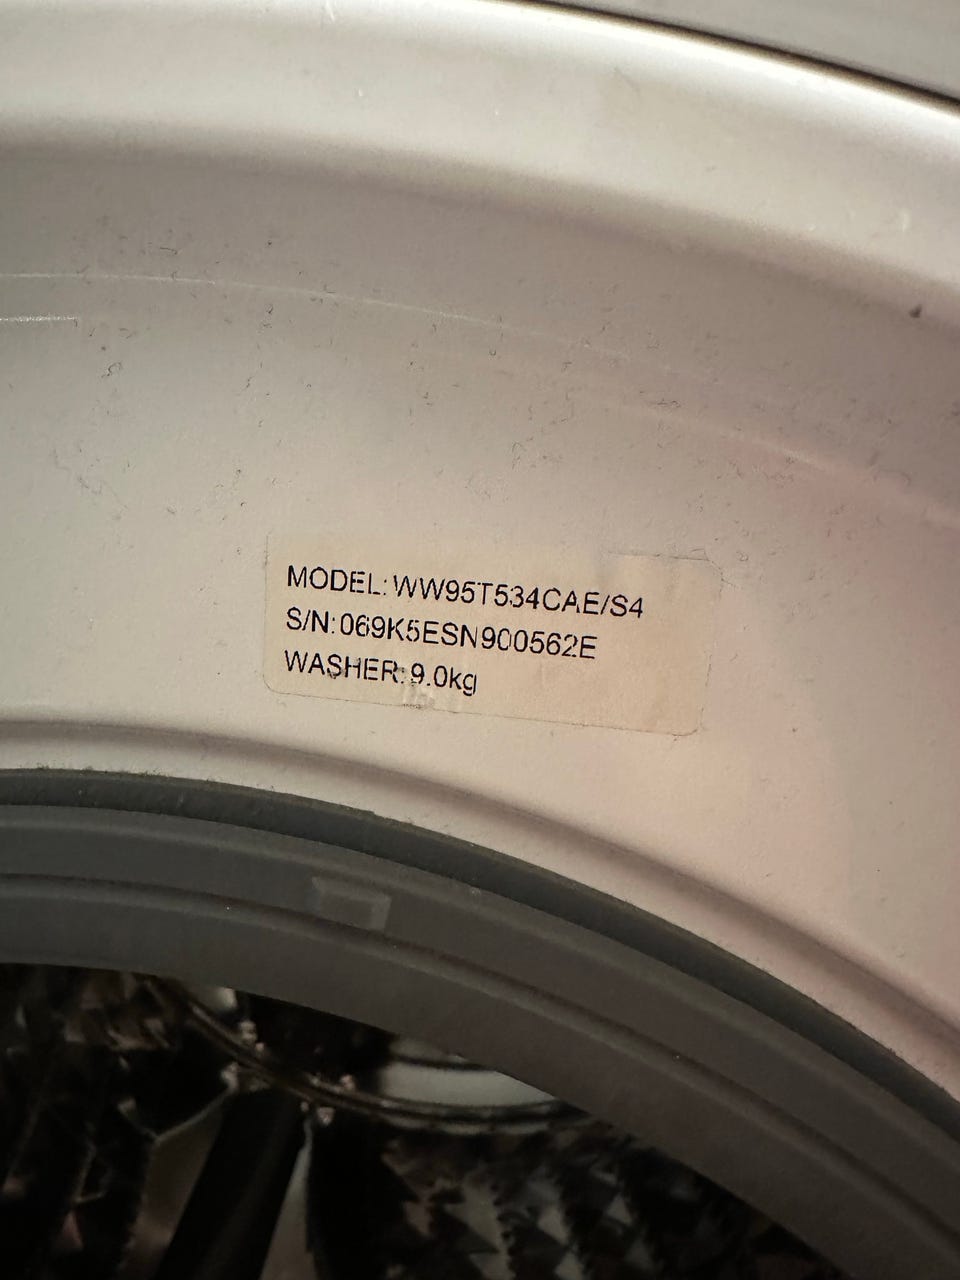 MODEL:WW95T534CAE/S4
S/N:069K5ESN900562E
WASHER:9.0kg